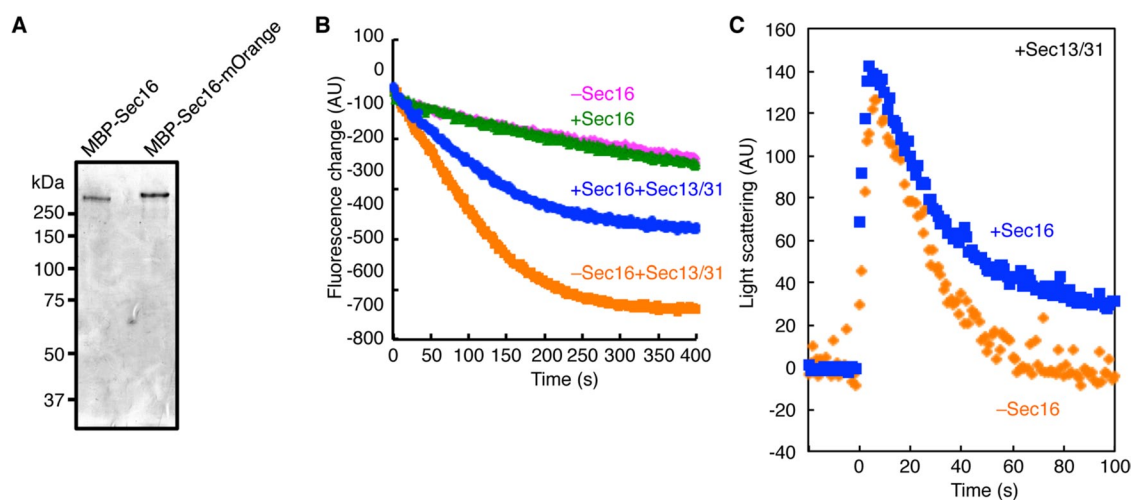 A
MBP-Sec16
MBP-Sec16-mOrange
kDa
250
150
100
75
50
37
B
Fluorescence change (AU)
100
0
-100
-200
-300
-400
-500
-600
-700
-800
–Sec16
+Sec16
+Sec16+Sec13/31
–Sec16+Sec13/31
0 50 100 150 200 250 300 350 400
Time (s)
C
Light scattering (AU)
160
140
120
100
80
60
40
20
0
-20
-40
+Sec13/31
+Sec16
–Sec16
0 20 40 60 80 100
Time (s)